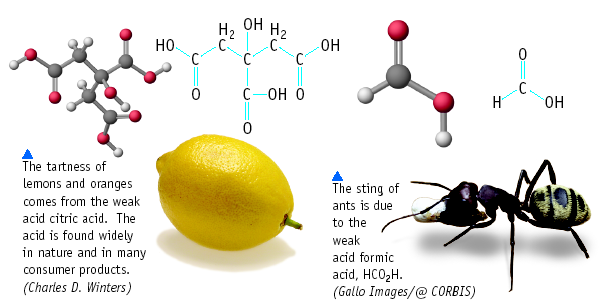 H₂ OH H₂
HO C C C OH
C C
O C—OH O
O
O
C
H OH
The tartness of
lemons and oranges
comes from the weak
acid citric acid. The
acid is found widely
in nature and in many
consumer products.
(Charles D. Winters)
The sting of
ants is due
to the
weak
acid formic
acid, HCO₂H.
(Gallo Images/@ CORBIS)